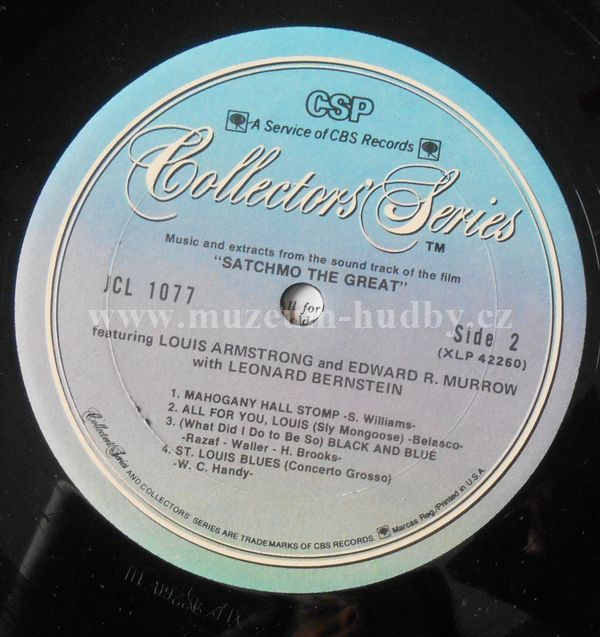 CSP
A Service of CBS Records
Collectors' Series
TM
Music and extracts from the sound track of the film
"SATCHMO THE GREAT"
JCL 1077
ll for
Side 2
(XLP 42260)
www.muzeum-hudby.cz
featuring LOUIS ARMSTRONG and EDWARD R. MURROW
with LEONARD BERNSTEIN
1. MAHOGANY HALL STOMP -S. Williams-
2. ALL FOR YOU, LOUIS (Sly Mongoose) -Belasco-
3. (What Did I Do to Be So) BLACK AND BLUE
-Razaf - Waller - H. Brooks-
4. ST. LOUIS BLUES (Concerto Grosso)
-W. C. Handy-
Collectors' Series AND COLLECTORS' SERIES ARE TRADEMARKS OF CBS RECORDS Marcas Reg./Printed in U.S.A.